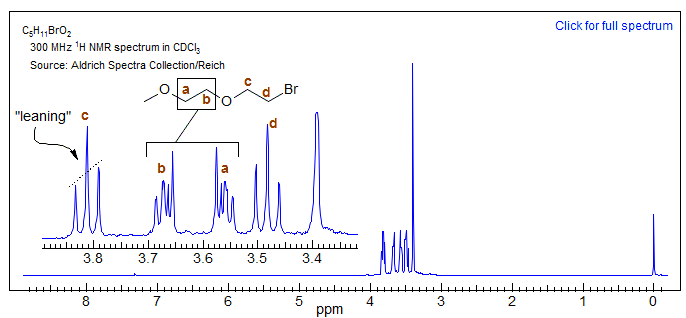 C5H11BrO2
Click for full spectrum
300 MHz 1H NMR spectrum in CDCl3
Source: Aldrich Spectra Collection/Reich
O a b O c d Br
"leaning"
c
b
a
d
3.8 3.7 3.6 3.5 3.4
8 7 6 5 4 3 2 1 0
ppm